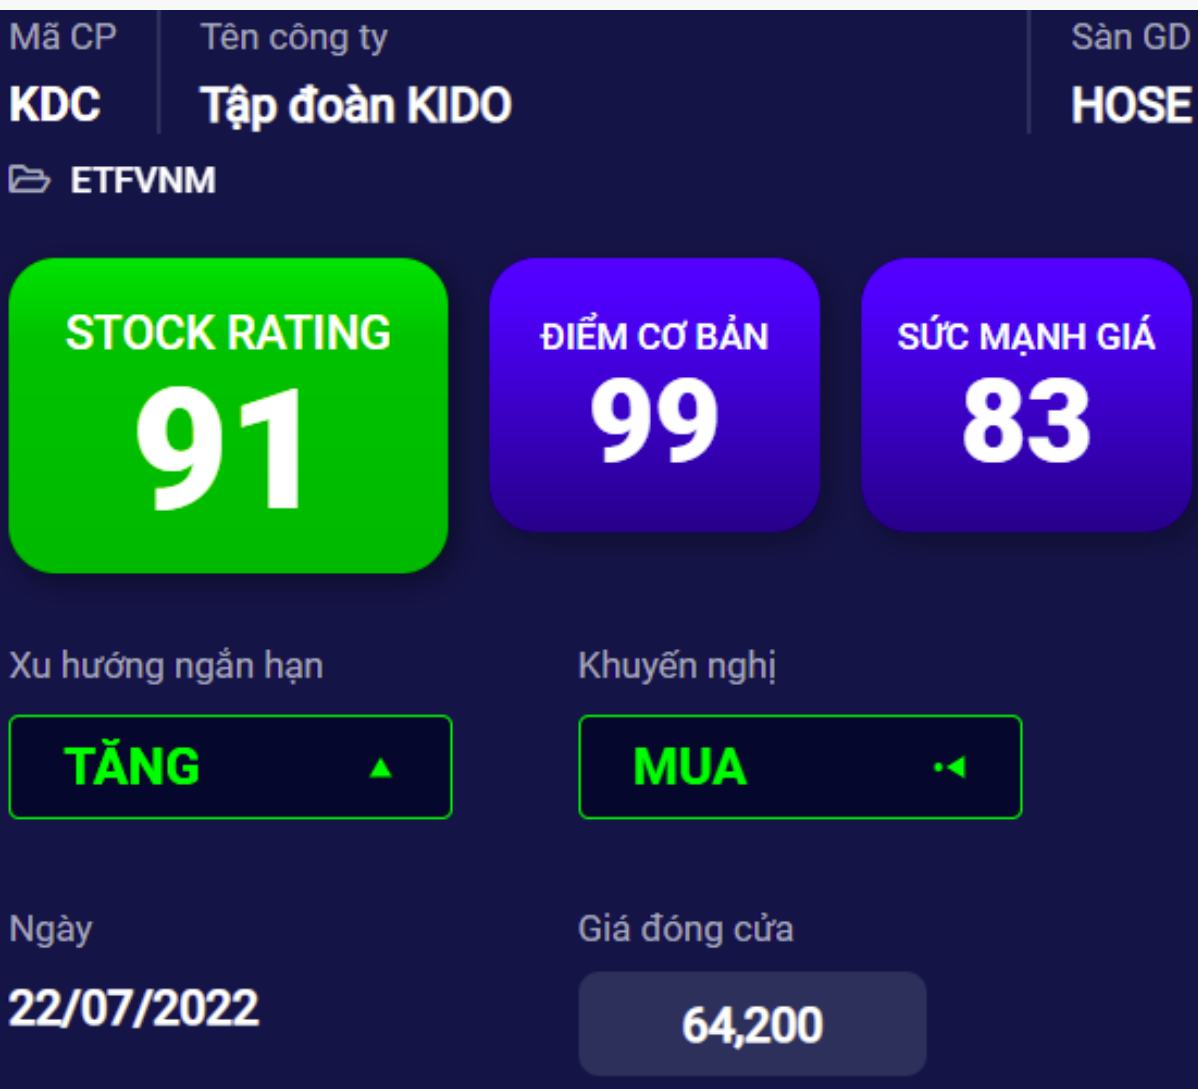 Mã CP Tên công ty Sàn GD
KDC Tập đoàn KIDO HOSE
ETFVNM
STOCK RATING ĐIỂM CƠ BẢN SỨC MẠNH GIÁ
91 99 83
Xu hướng ngắn hạn Khuyến nghị
TĂNG MUA
Ngày Giá đóng cửa
22/07/2022 64,200